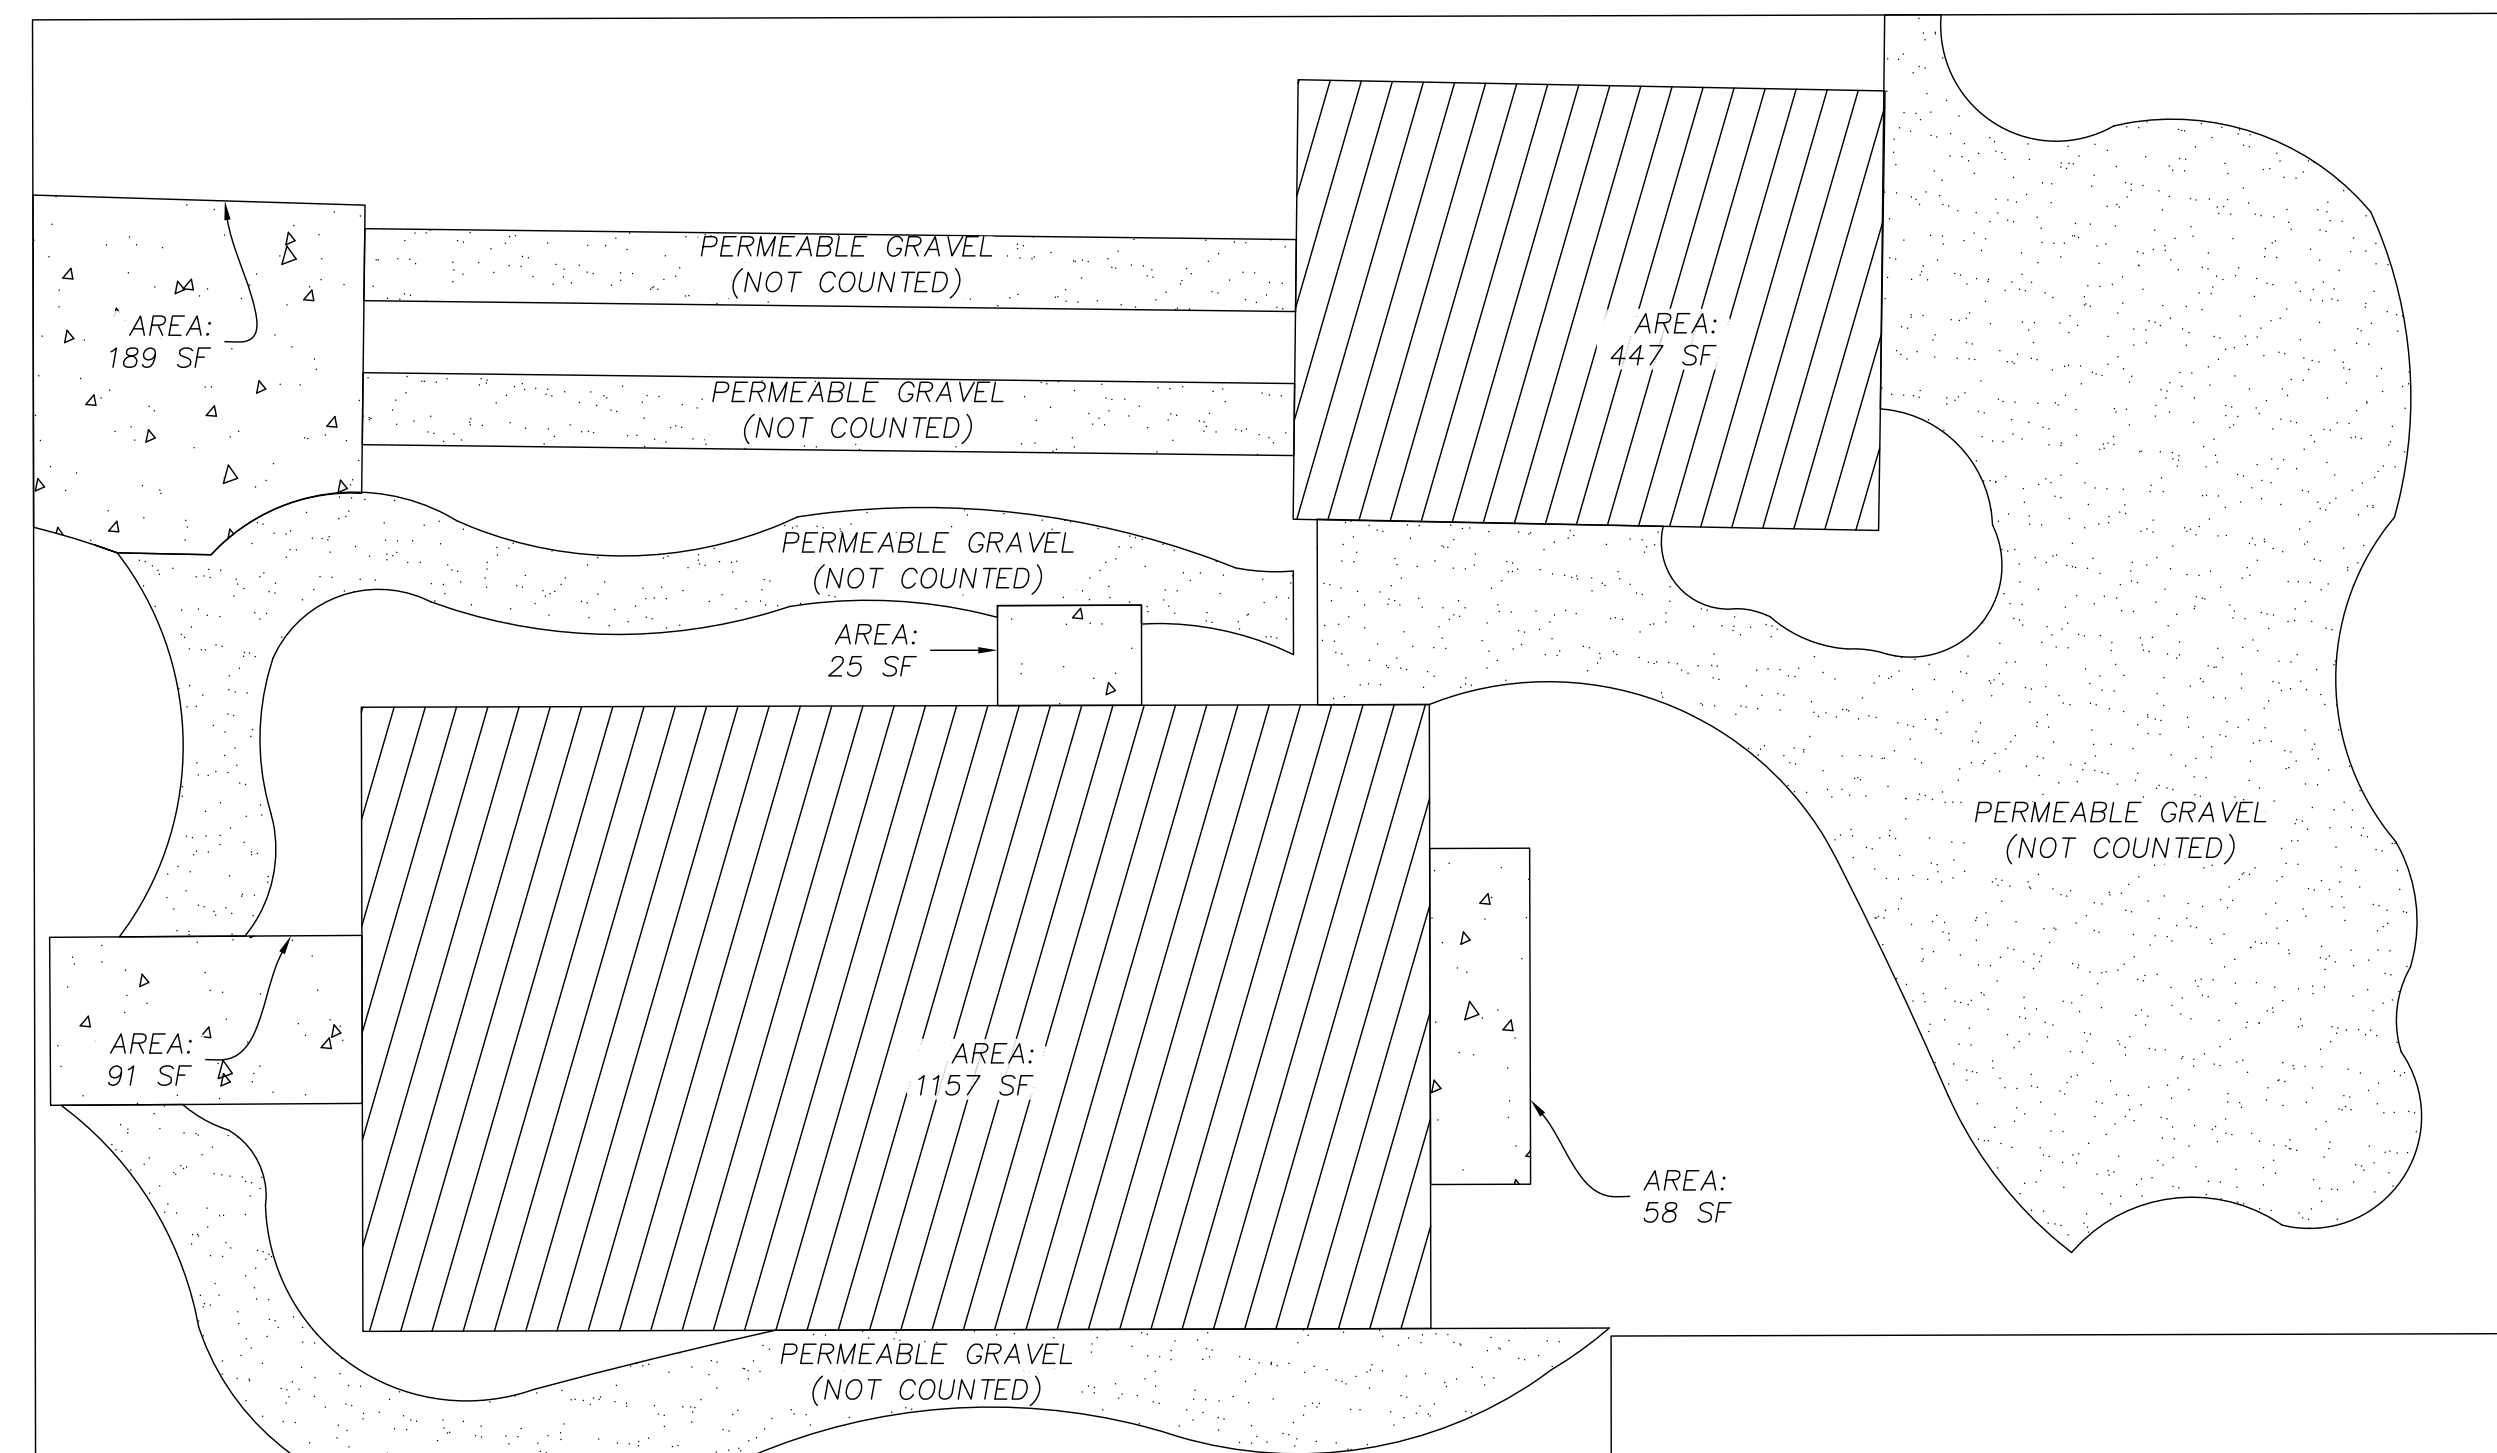 PERMEABLE GRAVEL
(NOT COUNTED)
AREA:
189 SF
AREA:
447 SF
PERMEABLE GRAVEL
(NOT COUNTED)
PERMEABLE GRAVEL
(NOT COUNTED)
AREA:
25 SF
PERMEABLE GRAVEL
(NOT COUNTED)
AREA:
91 SF
AREA:
1157 SF
AREA:
58 SF
PERMEABLE GRAVEL
(NOT COUNTED)